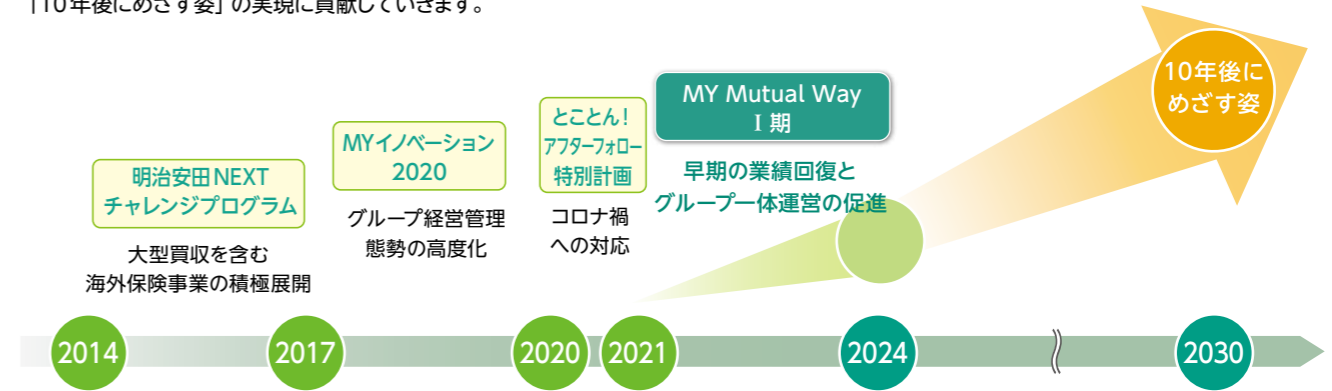 「10年後にめざす姿」の実現に貢献していきます。
10年後に
めざす姿
MY Mutual Way
Ⅰ期
とことん!
アフターフォロー
特別計画
MYイノベーション
2020
明治安田NEXT
チャレンジプログラム
早期の業績回復と
グループ一体運営の促進
グループ経営管理
態勢の高度化
コロナ禍
への対応
大型買収を含む
海外保険事業の積極展開
2014
2017
2020
2021
2024
2030